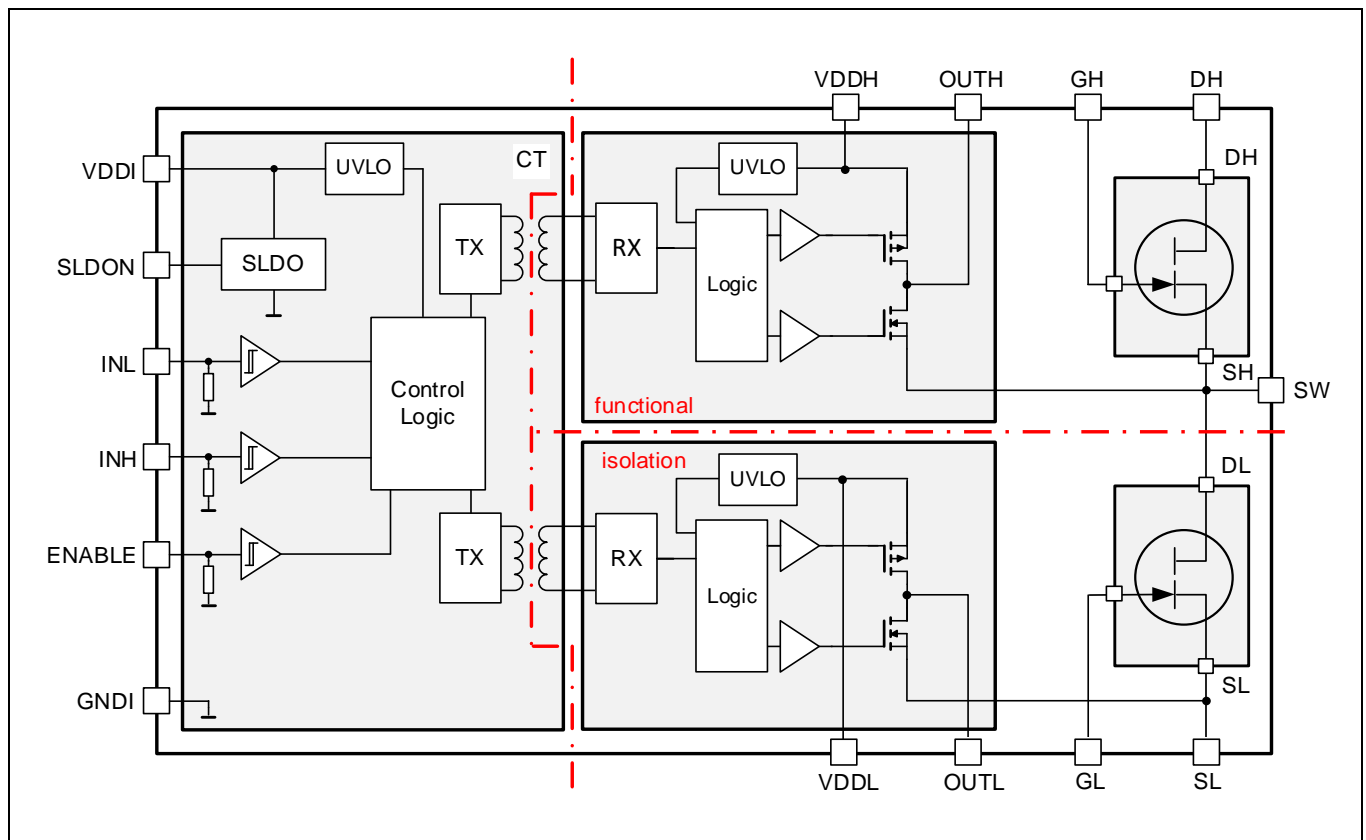 VDDH
OUTH
GH
DH
CT
VDDI
UVLO
UVLO
DH
SLDON
SLDO
TX
RX
Logic
INL
Control
Logic
SH
SW
functional
INH
isolation
UVLO
DL
ENABLE
TX
RX
Logic
GNDI
SL
VDDL
OUTL
GL
SL